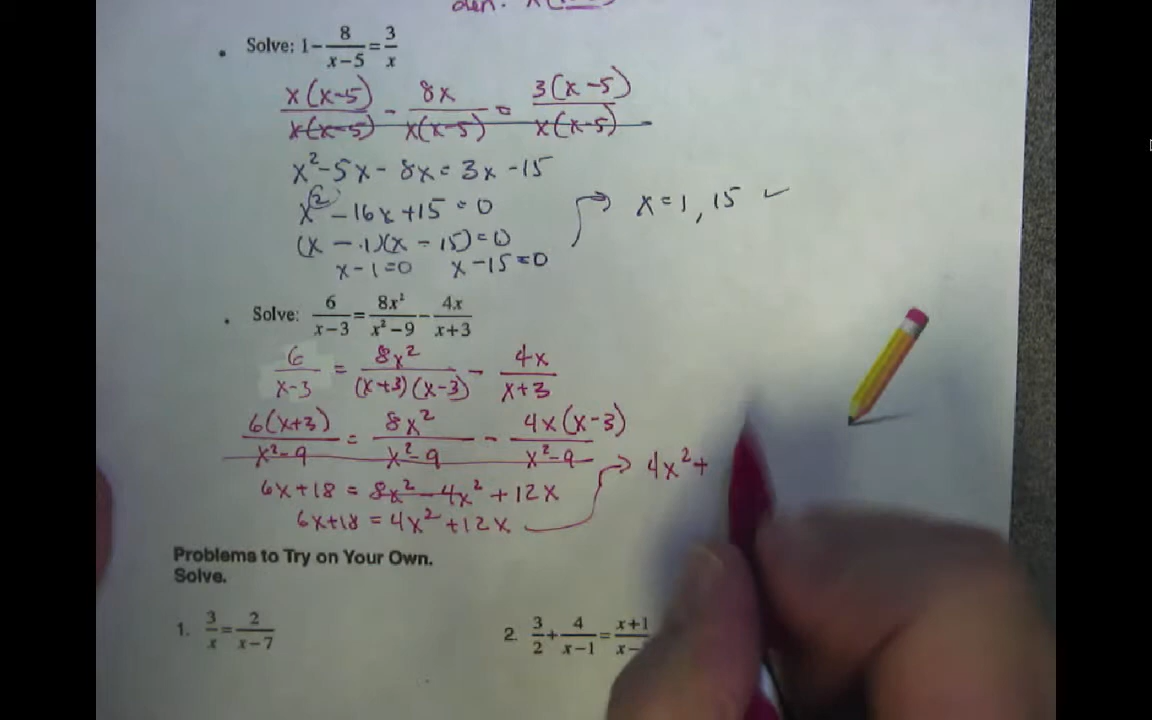 • Solve: 1 − 8/(x−5) = 3/x
x(x-5)/x(x-5) - 8x/x(x-5) = 3(x-5)/x(x-5)
x² - 5x - 8x = 3x - 15
x² - 16x + 15 = 0
x = 1, 15 ✓
(x - 1)(x - 15) = 0
x - 1 = 0 x - 15 = 0
• Solve: 6/(x−3) = 8x²/(x²−9) − 4x/(x+3)
6/(x-3) = 8x²/(x+3)(x-3) - 4x/(x+3)
6(x+3)/(x²-9) = 8x²/(x²-9) - 4x(x-3)/(x²-9)
4x² +
6x + 18 = 8x² - 4x² + 12x
6x + 18 = 4x² + 12x
Problems to Try on Your Own.
Solve.
1. 3/x = 2/(x−7)
2. 3/2 + 4/(x−1) = (x+1)/(x−